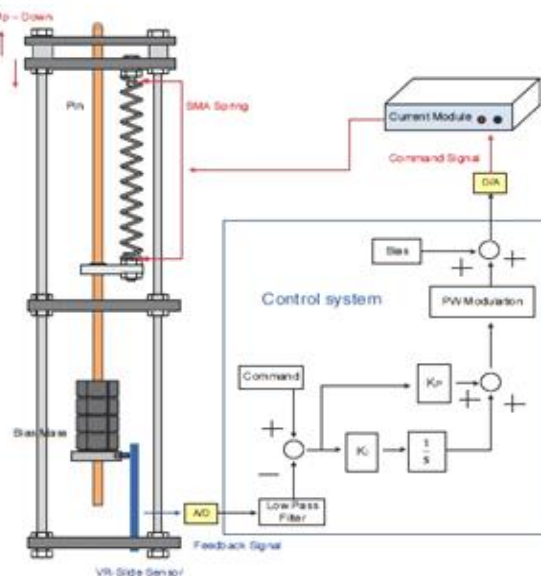 Up – Down
Pin
SMA Spring
Current Module
Command Signal
D/A
Bias
+
+
PW Modulation
Control system
Command
KP
+
+
+
–
KI
1
S
Bias Mass
A/D
Low Pass
Filter
Feedback Signal
VR-Slide Sensor